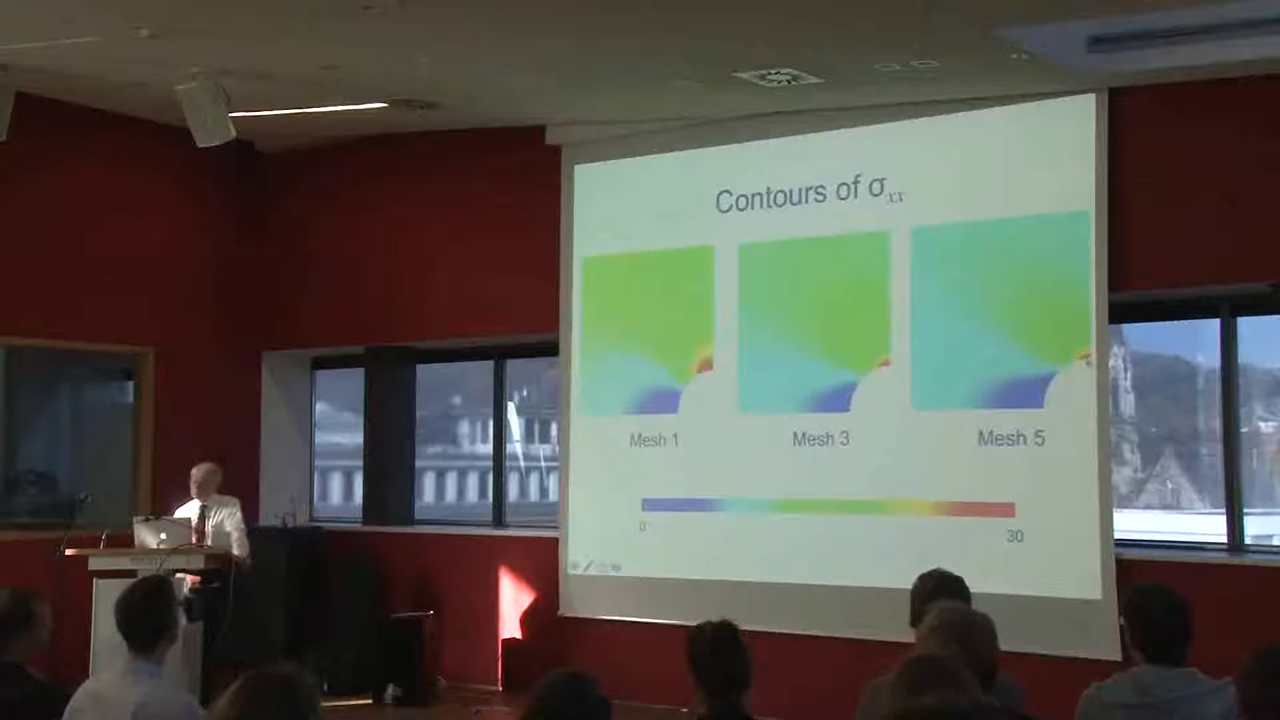 Contours of σxx
Mesh 1 Mesh 3 Mesh 5
0 30